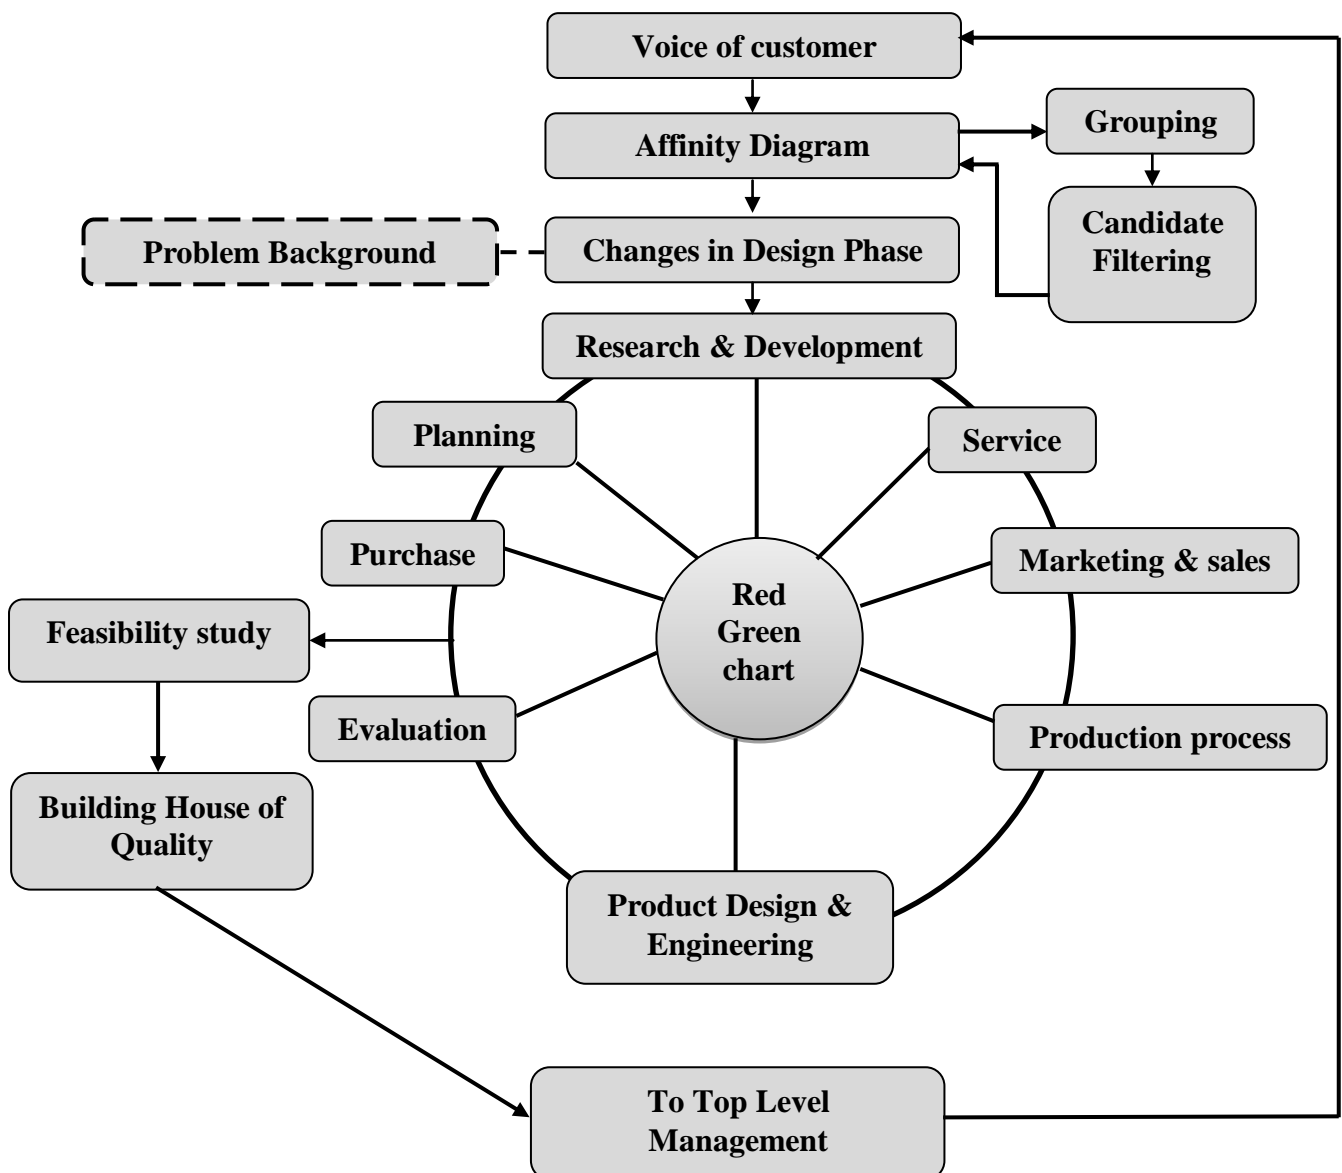 Voice of customer
Affinity Diagram
Grouping
Candidate
Filtering
Problem Background
Changes in Design Phase
Research & Development
Planning
Service
Purchase
Marketing & sales
Red
Green
chart
Feasibility study
Evaluation
Production process
Building House of
Quality
Product Design &
Engineering
To Top Level
Management